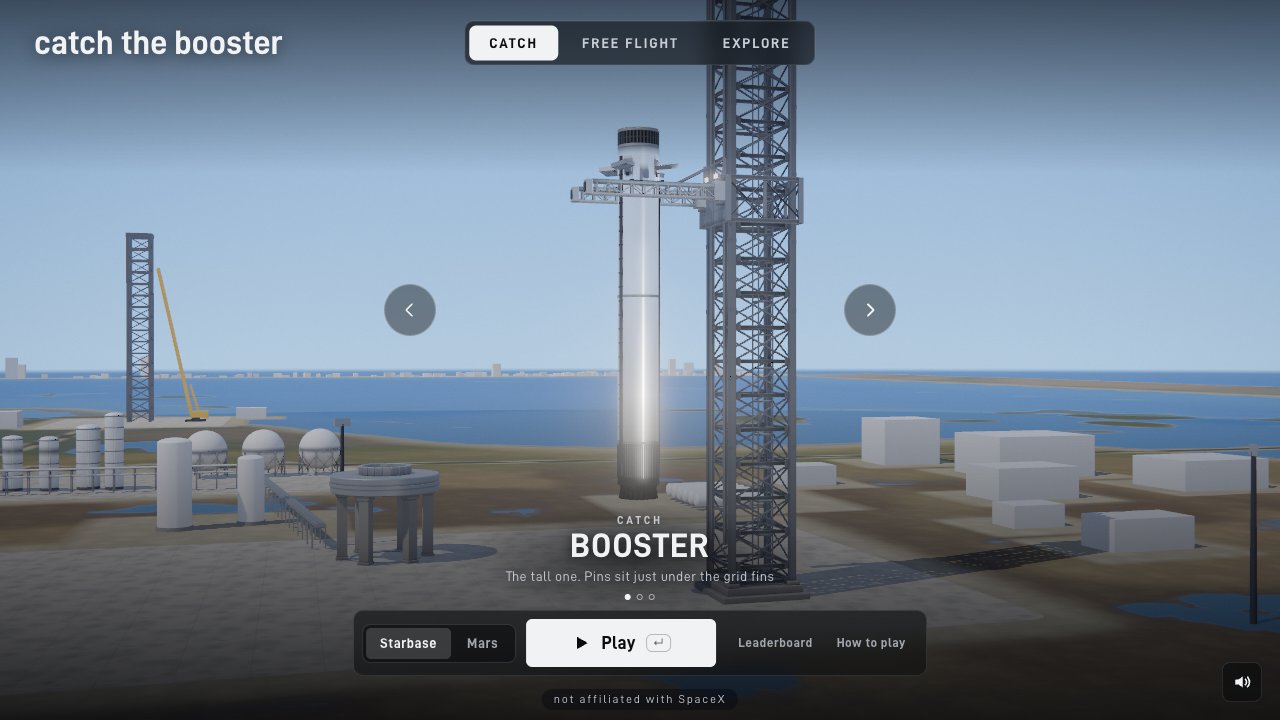 catch the booster
CATCH FREE FLIGHT EXPLORE
CATCH
BOOSTER
The tall one. Pins sit just under the grid fins
Starbase Mars Play Leaderboard How to play
not affiliated with SpaceX